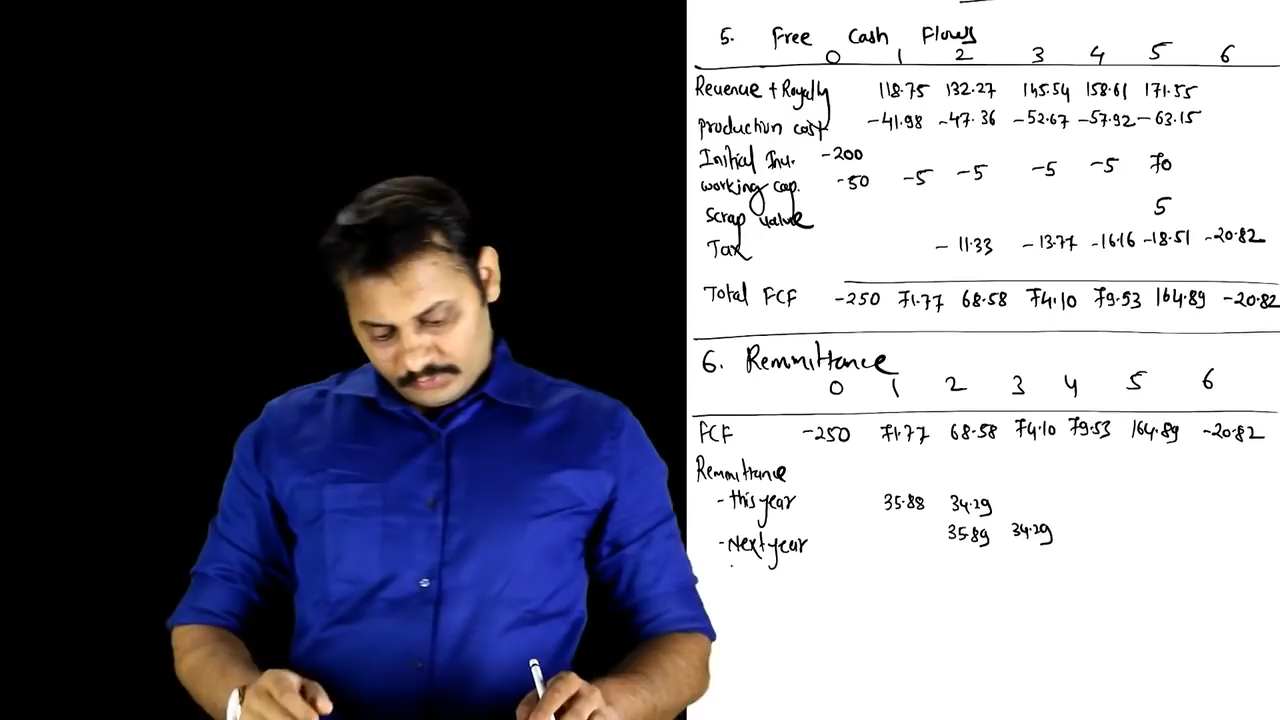 5. Free Cash Flows
0 1 2 3 4 5 6
Revenue + Royalty 118.75 132.27 145.54 158.61 171.55
production cost -41.98 -47.36 -52.67 -57.92 -63.15
Initial Inv. -200
working cap. -50 -5 -5 -5 -5 70
Scrap value 5
Tax -11.33 -13.77 -16.16 -18.51 -20.82
Total FCF -250 71.77 68.58 74.10 79.53 164.89 -20.82
6. Remmittance
0 1 2 3 4 5 6
FCF -250 71.77 68.58 74.10 79.53 164.89 -20.82
Remmittance
- this year 35.88 34.29
- Next year 35.89 34.29